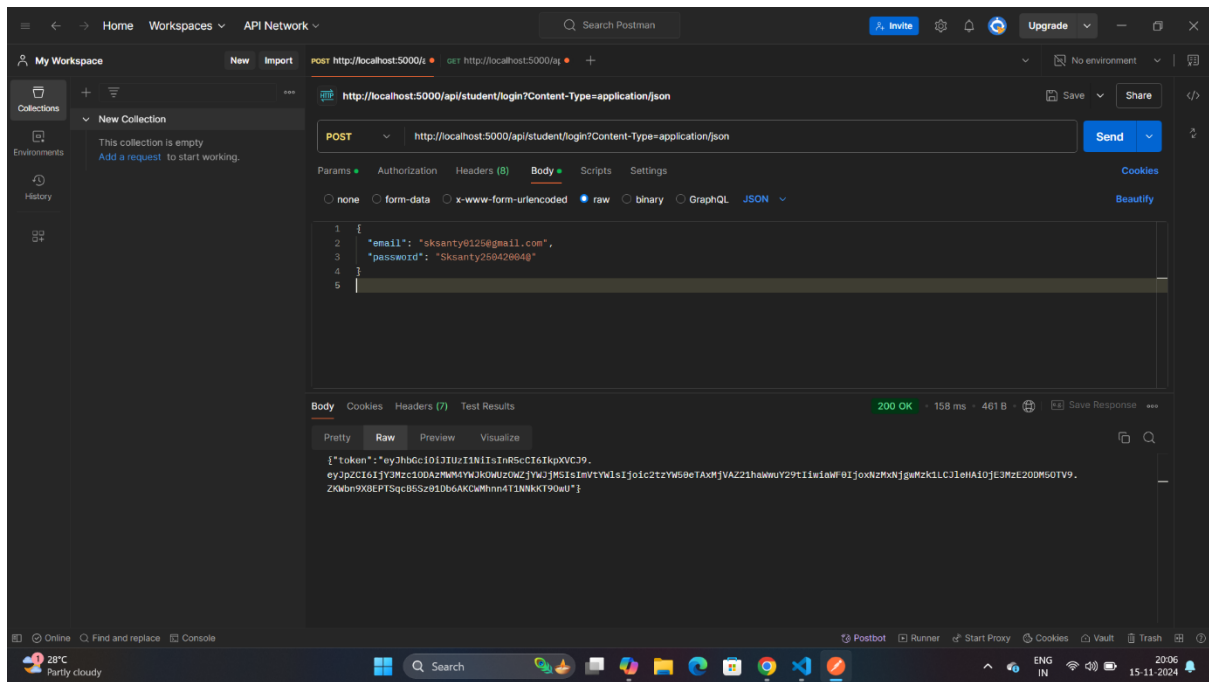 Home Workspaces API Network Search Postman Invite Upgrade
My Workspace New Import POST http://localhost:5000/a GET http://localhost:5000/ap No environment
Collections
New Collection
This collection is empty
Add a request to start working.
Environments
History
HTTP http://localhost:5000/api/student/login?Content-Type=application/json Save Share
POST http://localhost:5000/api/student/login?Content-Type=application/json Send
Params Authorization Headers (8) Body Scripts Settings Cookies
none form-data x-www-form-urlencoded raw binary GraphQL JSON Beautify
1 {
2 "email": "sksanty0125@gmail.com",
3 "password": "Sksanty25042004@"
4 }
5
Body Cookies Headers (7) Test Results 200 OK 158 ms 461 B Save Response
Pretty Raw Preview Visualize
{"token":"eyJhbGciOiJIUzI1NiIsInR5cCI6IkpXVCJ9.
Online Find and replace Console Postbot Runner Start Proxy Cookies Vault Trash
1 28°C Search ENG 20:06
Partly cloudy IN 15-11-2024